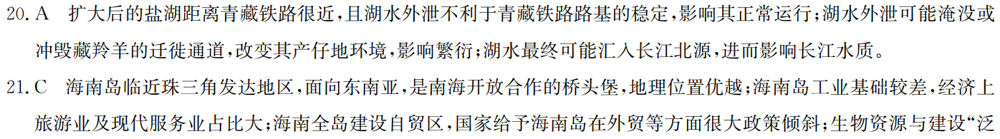 20. A 扩大后的盐湖距离青藏铁路很近,且湖水外泄不利于青藏铁路路基的稳定,影响其正常运行;湖水外泄可能淹没或
冲毁藏羚羊的迁徙通道,改变其产仔地环境,影响繁衍;湖水最终可能汇入长江北源,进而影响长江水质。
21. C 海南岛临近珠三角发达地区,面向东南亚,是南海开放合作的桥头堡,地理位置优越;海南岛工业基础较差,经济上
旅游业及现代服务业占比大;海南全岛建设自贸区,国家给予海南岛在外贸等方面很大政策倾斜;生物资源与建设“泛